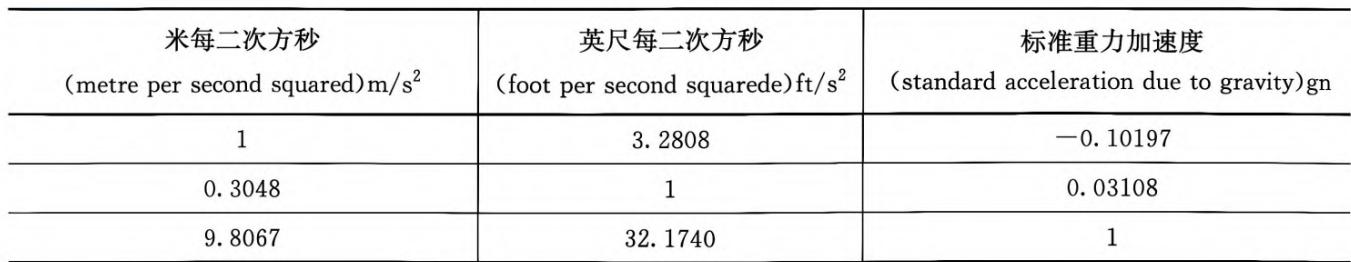 米每二次方秒 英尺每二次方秒 标准重力加速度
(metre per second squared)m/s² (foot per second squarede)ft/s² (standard acceleration due to gravity)gn
1 3.2808 —0.10197
0.3048 1 0.03108
9.8067 32.1740 1